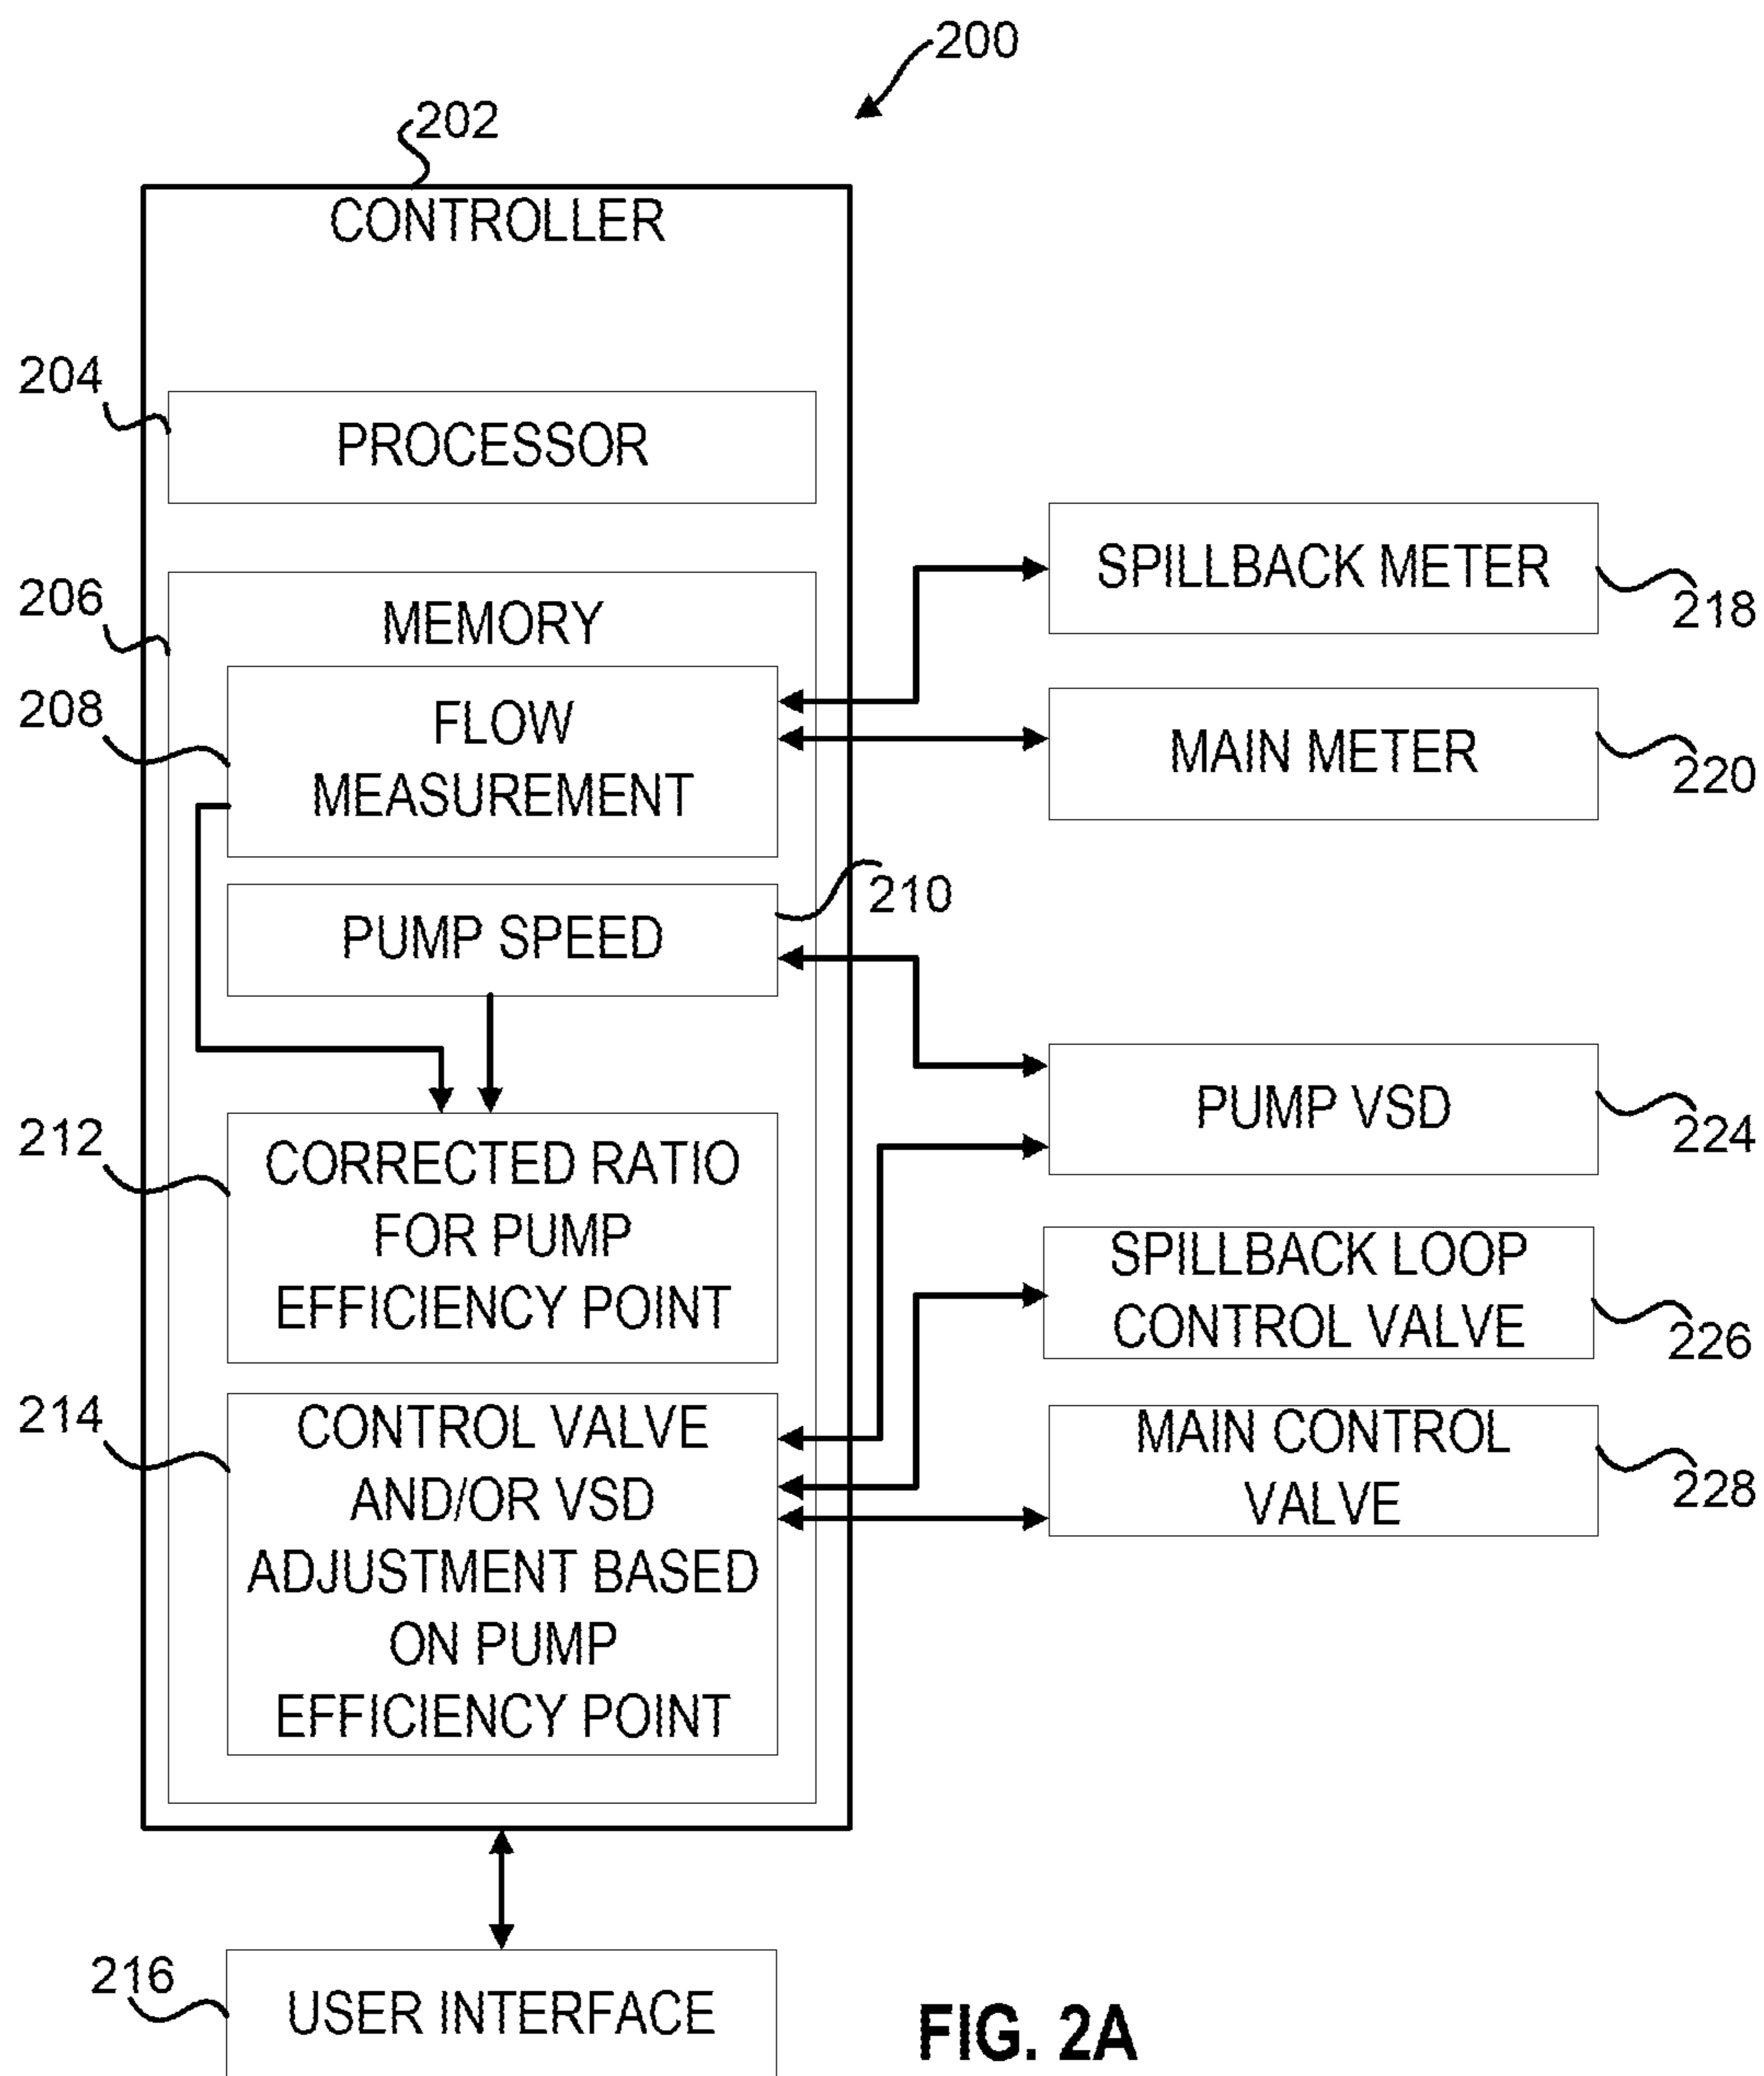 200
202
CONTROLLER
204
PROCESSOR
206
MEMORY
208
FLOW
MEASUREMENT
210
PUMP SPEED
212
CORRECTED RATIO
FOR PUMP
EFFICIENCY POINT
214
CONTROL VALVE
AND/OR VSD
ADJUSTMENT BASED
ON PUMP
EFFICIENCY POINT
SPILLBACK METER
218
MAIN METER
220
PUMP VSD
224
SPILLBACK LOOP
CONTROL VALVE
226
MAIN CONTROL
VALVE
228
216
USER INTERFACE
FIG. 2A